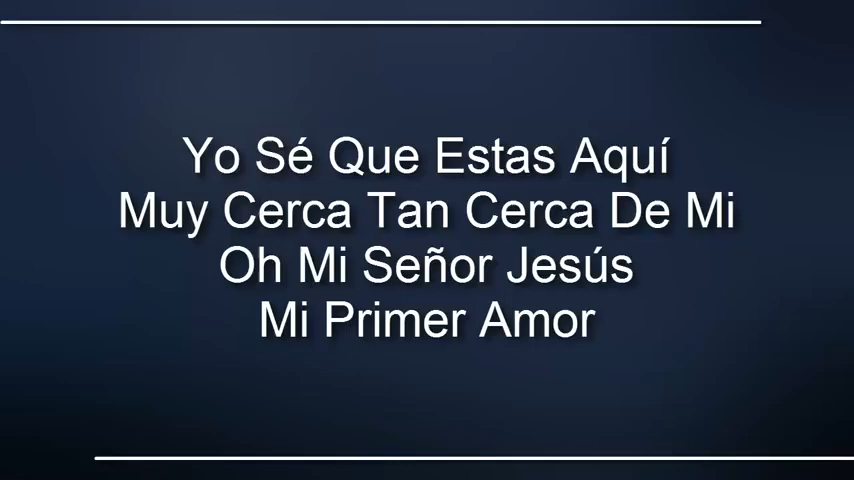 Yo Sé Que Estas Aquí
Muy Cerca Tan Cerca De Mi
Oh Mi Señor Jesús
Mi Primer Amor